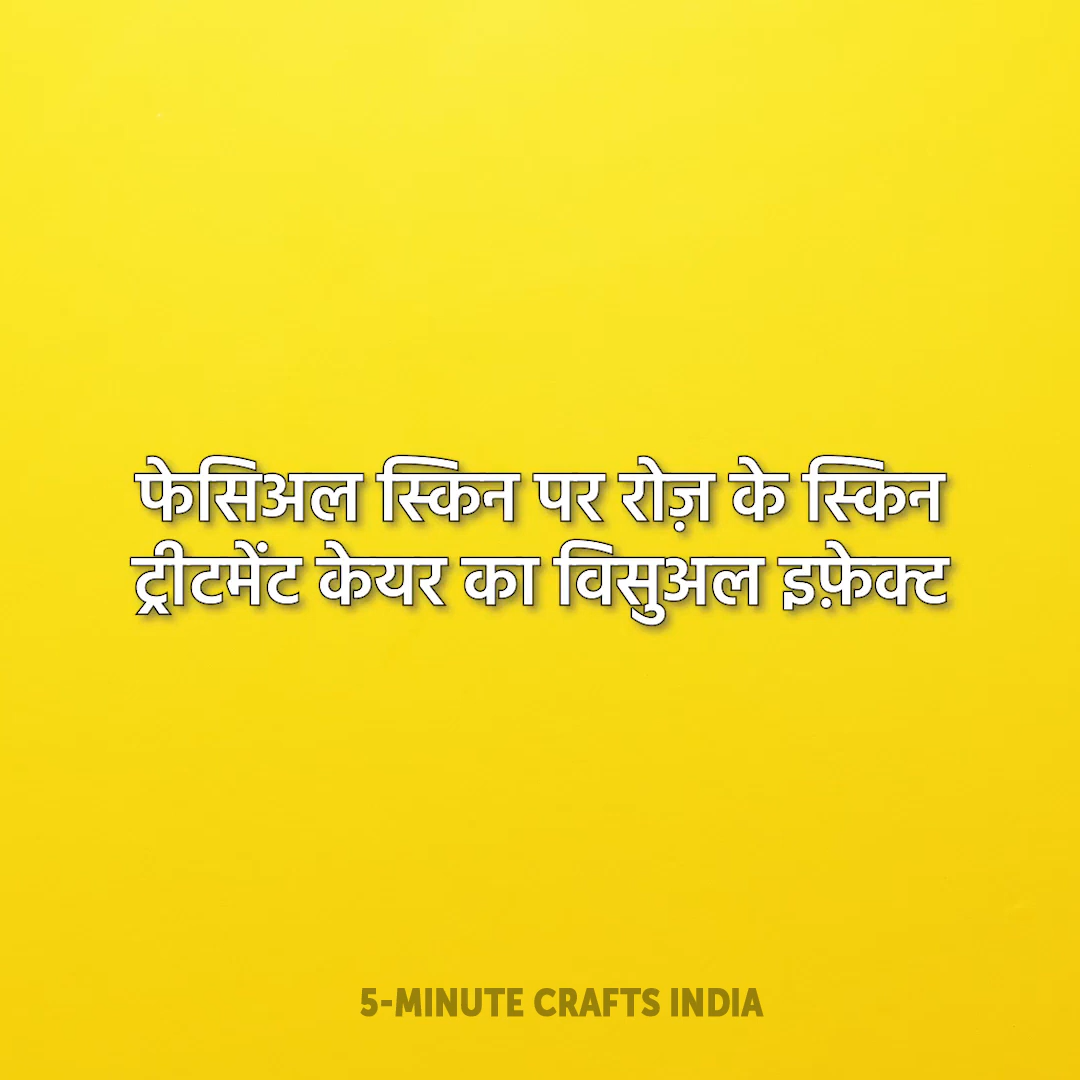 फेसिअल स्किन पर रोज़ के स्किन
ट्रीटमेंट केयर का विसुअल इफ़ेक्ट
5-MINUTE CRAFTS INDIA